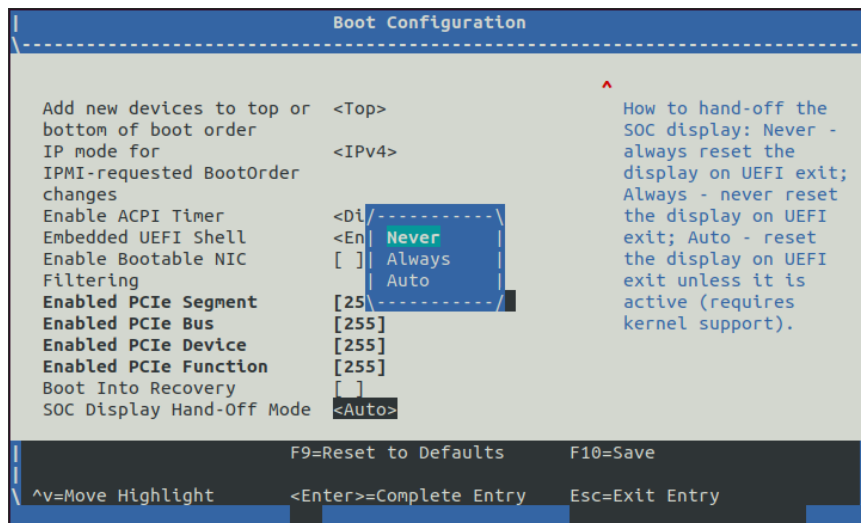 | Boot Configuration
\------------------------------------------------------------------------------
^
Add new devices to top or <Top> How to hand-off the
bottom of boot order SOC display: Never -
IP mode for <IPv4> always reset the
IPMI-requested BootOrder display on UEFI exit;
changes Always - never reset
Enable ACPI Timer <Di/-----------\ the display on UEFI
Embedded UEFI Shell <En| Never | exit; Auto - reset
Enable Bootable NIC [ ]| Always | the display on UEFI
Filtering | Auto | exit unless it is
Enabled PCIe Segment [25\-----------/ active (requires
Enabled PCIe Bus [255] kernel support).
Enabled PCIe Device [255]
Enabled PCIe Function [255]
Boot Into Recovery [ ]
SOC Display Hand-Off Mode <Auto>
| F9=Reset to Defaults F10=Save
|
\ ^v=Move Highlight <Enter>=Complete Entry Esc=Exit Entry